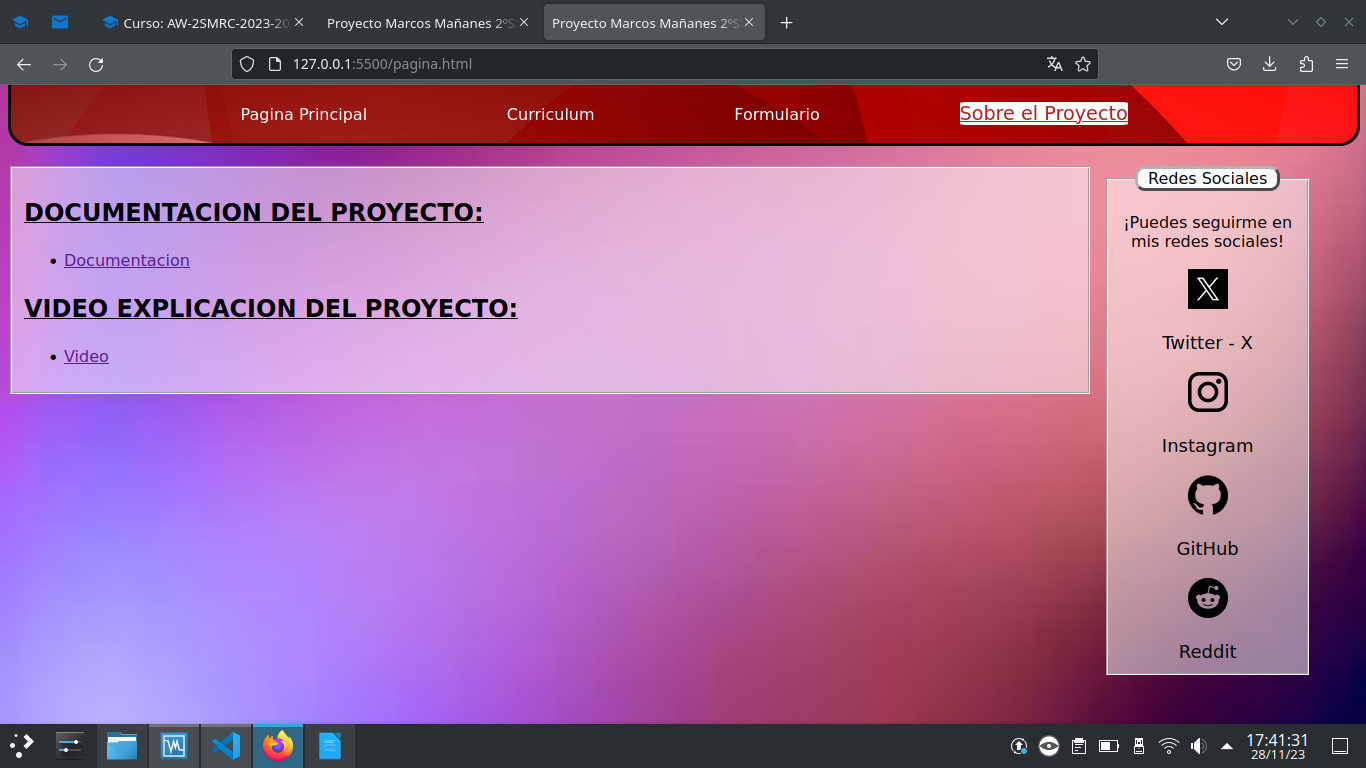 Curso: AW-2SMRC-2023-20
Proyecto Marcos Mañanes 2ºS
Proyecto Marcos Mañanes 2ºS
127.0.0.1:5500/pagina.html
Pagina Principal
Curriculum
Formulario
Sobre el Proyecto
DOCUMENTACION DEL PROYECTO:
Documentacion
VIDEO EXPLICACION DEL PROYECTO:
Video
Redes Sociales
¡Puedes seguirme en
mis redes sociales!
Twitter - X
Instagram
GitHub
Reddit
17:41:31
28/11/23